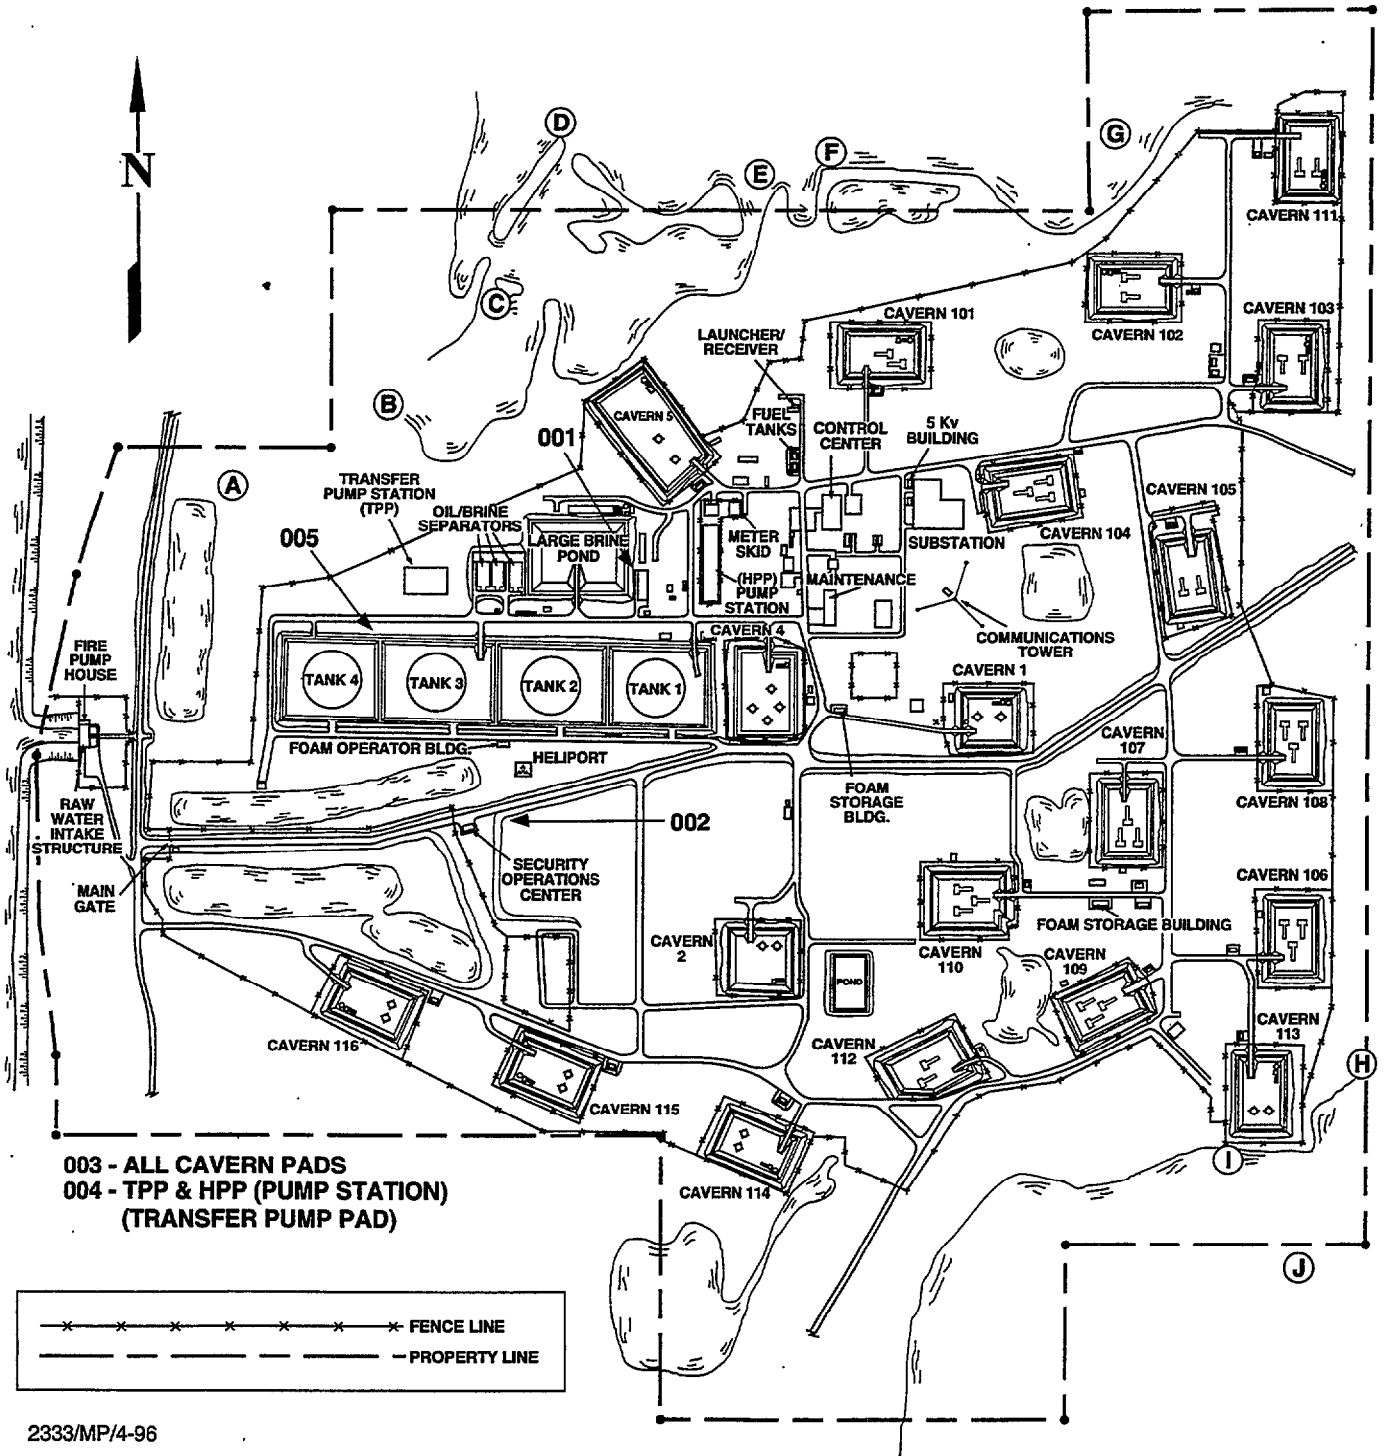 D
F
G
E
N
CAVERN 111
C
CAVERN 101
CAVERN 103
LAUNCHER/
RECEIVER
CAVERN 102
B
CAVERN 5
FUEL
TANKS
CONTROL
CENTER
5 Kv
BUILDING
001
A
TRANSFER
PUMP STATION
(TPP)
OIL/BRINE
SEPARATORS
CAVERN 105
005
LARGE BRINE
POND
METER
SKID
SUBSTATION
CAVERN 104
(HPP)
PUMP
STATION
MAINTENANCE
CAVERN 4
COMMUNICATIONS
TOWER
FIRE
PUMP
HOUSE
TANK 4
TANK 3
TANK 2
TANK 1
CAVERN 1
CAVERN
107
FOAM OPERATOR BLDG.
HELIPORT
FOAM
STORAGE
BLDG.
CAVERN 108
RAW
WATER
INTAKE
STRUCTURE
002
SECURITY
OPERATIONS
CENTER
MAIN
GATE
CAVERN 106
FOAM STORAGE BUILDING
CAVERN
2
CAVERN
110
CAVERN
109
POND
CAVERN
113
CAVERN 116
CAVERN
112
H
CAVERN 115
I
CAVERN 114
003 - ALL CAVERN PADS
004 - TPP & HPP (PUMP STATION)
(TRANSFER PUMP PAD)
J
FENCE LINE
PROPERTY LINE
2333/MP/4-96